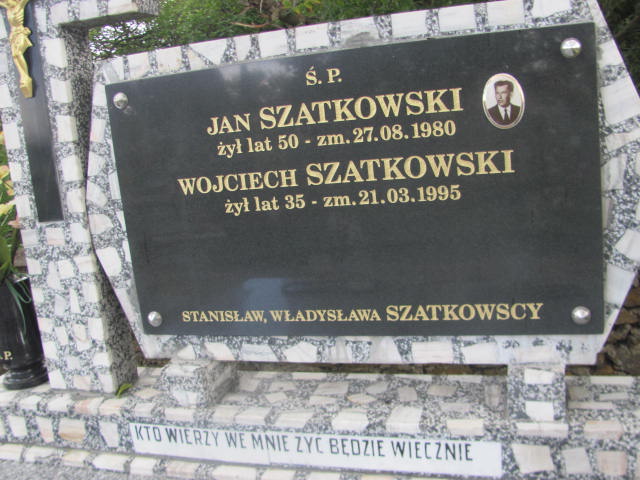 Ś. P.
JAN SZATKOWSKI
żył lat 50 - zm. 27.08.1980
WOJCIECH SZATKOWSKI
żył lat 35 - zm. 21.03.1995
STANISŁAW, WŁADYSŁAWA SZATKOWSCY
KTO WIERZY WE MNIE ZYC BĘDZIE WIECZNIE
.P.